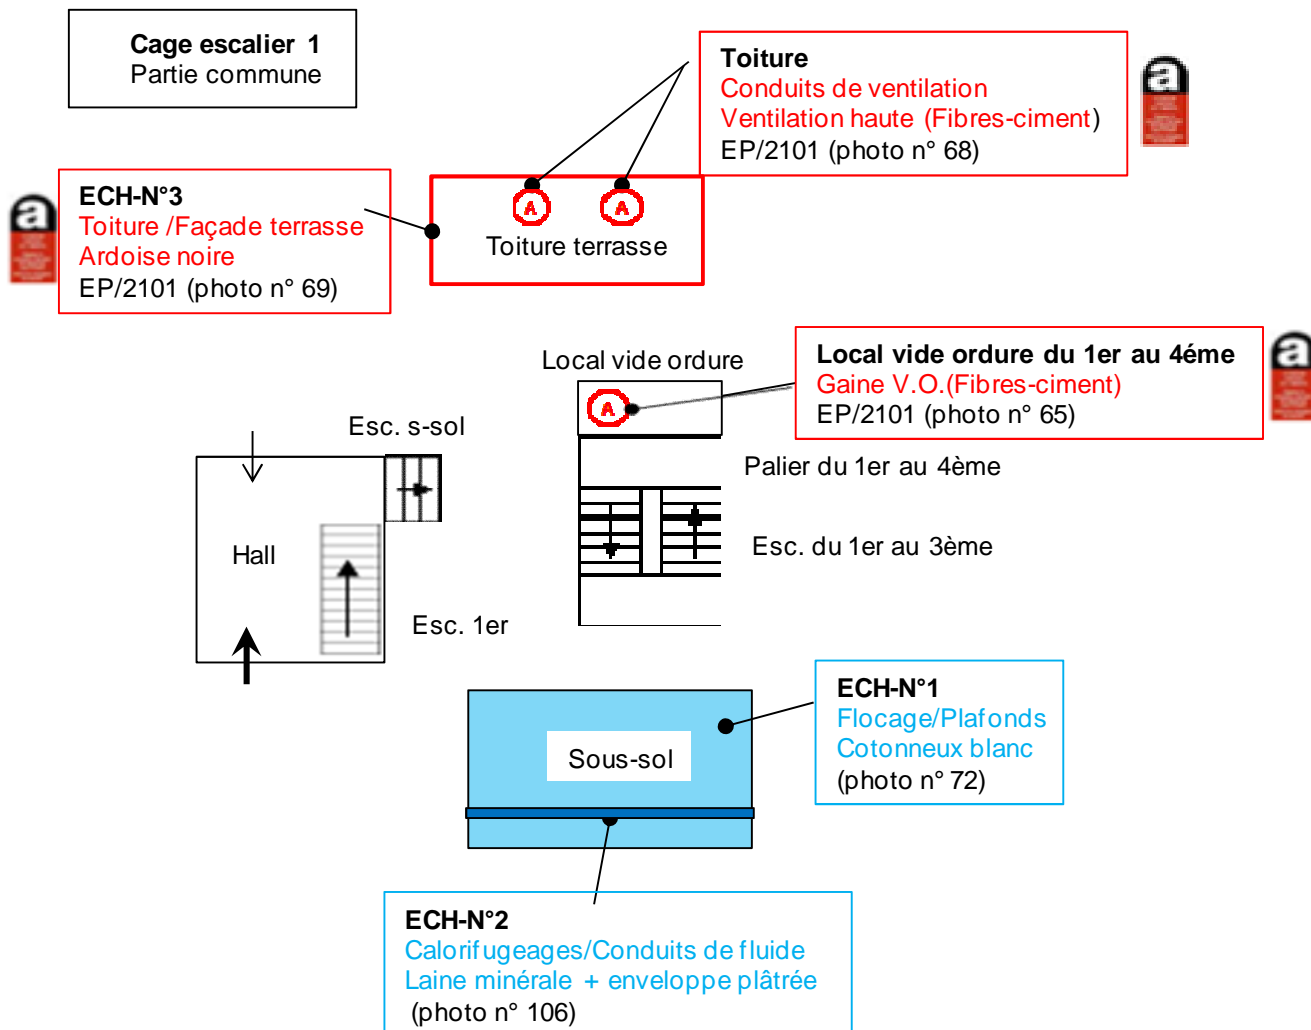 Cage escalier 1
Partie commune
Toiture
Conduits de ventilation
Ventilation haute (Fibres-ciment)
EP/2101 (photo n° 68)
a
ECH-N°3
Toiture /Façade terrasse
Ardoise noire
EP/2101 (photo n° 69)
a
A
A
Toiture terrasse
Local vide ordure
A
Local vide ordure du 1er au 4éme
Gaine V.O.(Fibres-ciment)
EP/2101 (photo n° 65)
a
Esc. s-sol
Palier du 1er au 4ème
Hall
Esc. du 1er au 3ème
Esc. 1er
ECH-N°1
Flocage/Plafonds
Cotonneux blanc
(photo n° 72)
Sous-sol
ECH-N°2
Calorifugeages/Conduits de fluide
Laine minérale + enveloppe plâtrée
(photo n° 106)